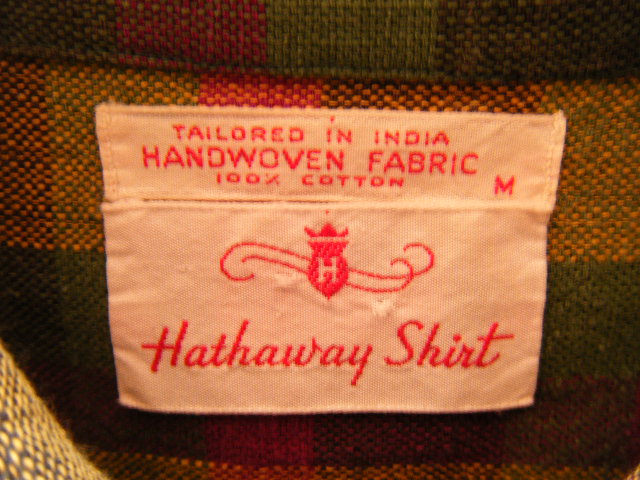 TAILORED IN INDIA
HANDWOVEN FABRIC
100% COTTON
M
H
Hathaway Shirt